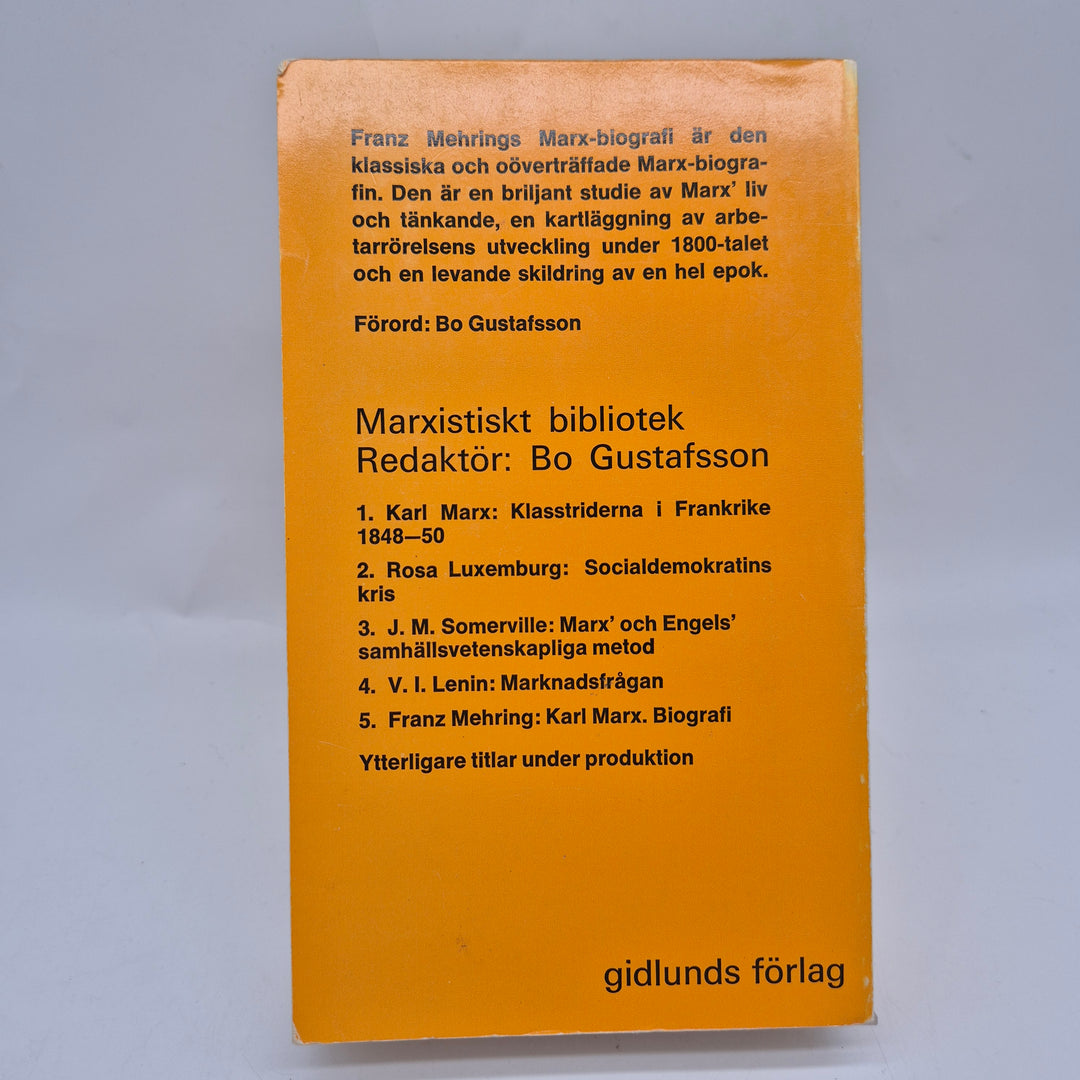 Franz Mehrings Marx-biografi är den
klassiska och oöverträffade Marx-biogra-
fin. Den är en briljant studie av Marx' liv
och tänkande, en kartläggning av arbe-
tarrörelsens utveckling under 1800-talet
och en levande skildring av en hel epok.
Förord: Bo Gustafsson
Marxistiskt bibliotek
Redaktör: Bo Gustafsson
1. Karl Marx: Klasstriderna i Frankrike
1848—50
2. Rosa Luxemburg: Socialdemokratins
kris
3. J. M. Somerville: Marx' och Engels'
samhällsvetenskapliga metod
4. V. I. Lenin: Marknadsfrågan
5. Franz Mehring: Karl Marx. Biografi
Ytterligare titlar under produktion
gidlunds förlag